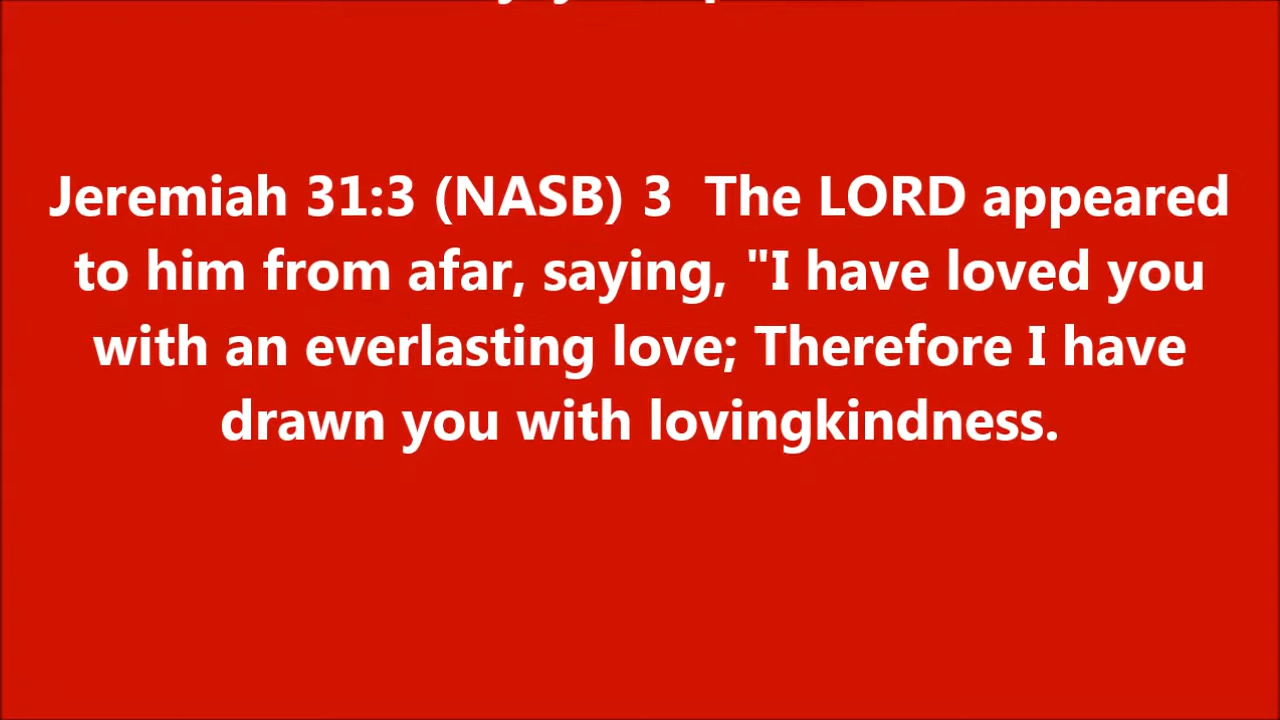 Jeremiah 31:3 (NASB) 3  The LORD appeared
to him from afar, saying, "I have loved you
with an everlasting love; Therefore I have
drawn you with lovingkindness.